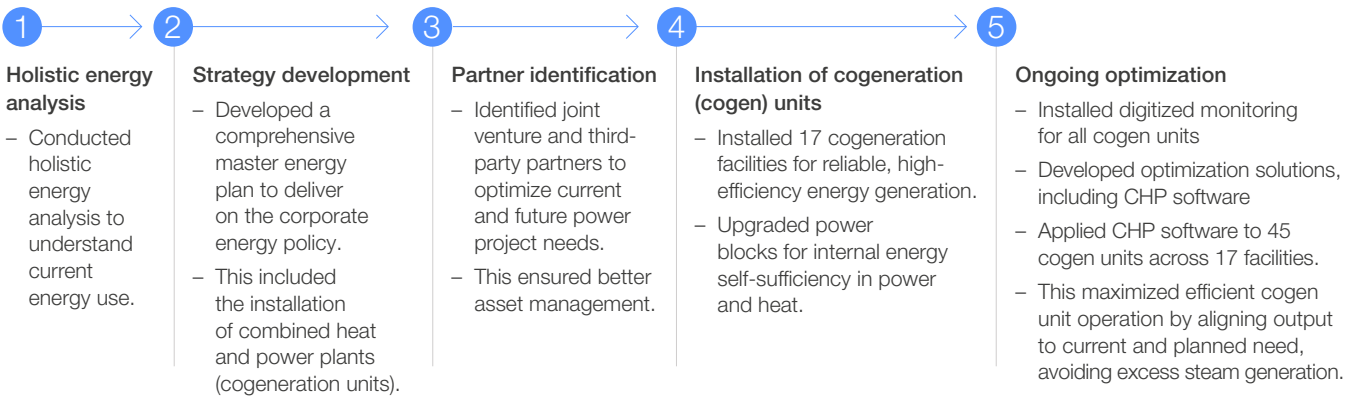 1
2
3
4
5
Holistic energy
analysis
– Conducted
holistic
energy
analysis to
understand
current
energy use.
Strategy development
– Developed a
comprehensive
master energy
plan to deliver
on the corporate
energy policy.
– This included
the installation
of combined heat
and power plants
(cogeneration units).
Partner identification
– Identified joint
venture and third-
party partners to
optimize current
and future power
project needs.
– This ensured better
asset management.
Installation of cogeneration
(cogen) units
– Installed 17 cogeneration
facilities for reliable, high-
efficiency energy generation.
– Upgraded power
blocks for internal energy
self-sufficiency in power
and heat.
Ongoing optimization
– Installed digitized monitoring
for all cogen units
– Developed optimization solutions,
including CHP software
– Applied CHP software to 45
cogen units across 17 facilities.
– This maximized efficient cogen
unit operation by aligning output
to current and planned need,
avoiding excess steam generation.